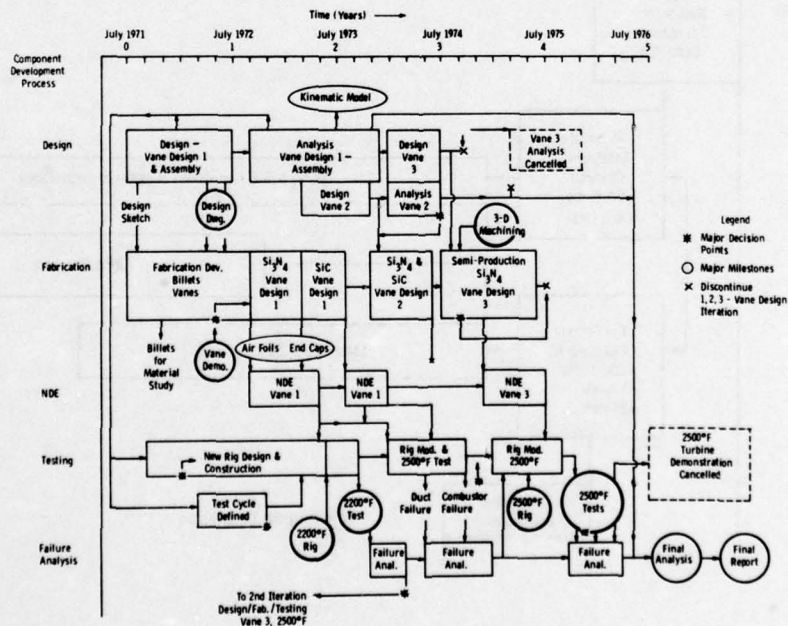 Time (Years)
July 1971 July 1972 July 1973 July 1974 July 1975 July 1976
0 1 2 3 4 5
Component
Development
Process
Kinematic Model
Design
Design –
Vane Design 1
& Assembly
Analysis
Vane Design 1 –
Assembly
Design
Vane
3
Vane 3
Analysis
Cancelled
Design
Vane 2
Analysis
Vane 2
Design
Sketch
Design
Dwg.
3-D
Machining
Legend
* Major Decision
Points
○ Major Milestones
× Discontinue
1, 2, 3 - Vane Design
Iteration
Fabrication
Fabrication Dev.
Billets
Vanes
Si3N4
Vane
Design
1
SiC
Vane
Design
1
Si3N4 &
SiC
Vane Design
2
Semi-Production
Si3N4
Vane Design
3
Billets
for
Material
Study
Vane
Demo.
Air Foils End Caps
NDE
NDE
Vane 1
NDE
Vane 1
NDE
Vane 3
Testing
New Rig Design &
Construction
Rig Mod. &
2500°F Test
Rig Mod.
2500°F
2500°F
Turbine
Demonstration
Cancelled
Test Cycle
Defined
2200°F
Rig
2200°F
Test
Duct
Failure
Combustor
Failure
2500°F
Rig
2500°F
Tests
Failure
Analysis
Failure
Anal.
Failure
Anal.
Failure
Anal.
Final
Analysis
Final
Report
To 2nd Iteration
Design/Fab./Testing
Vane 3, 2500°F